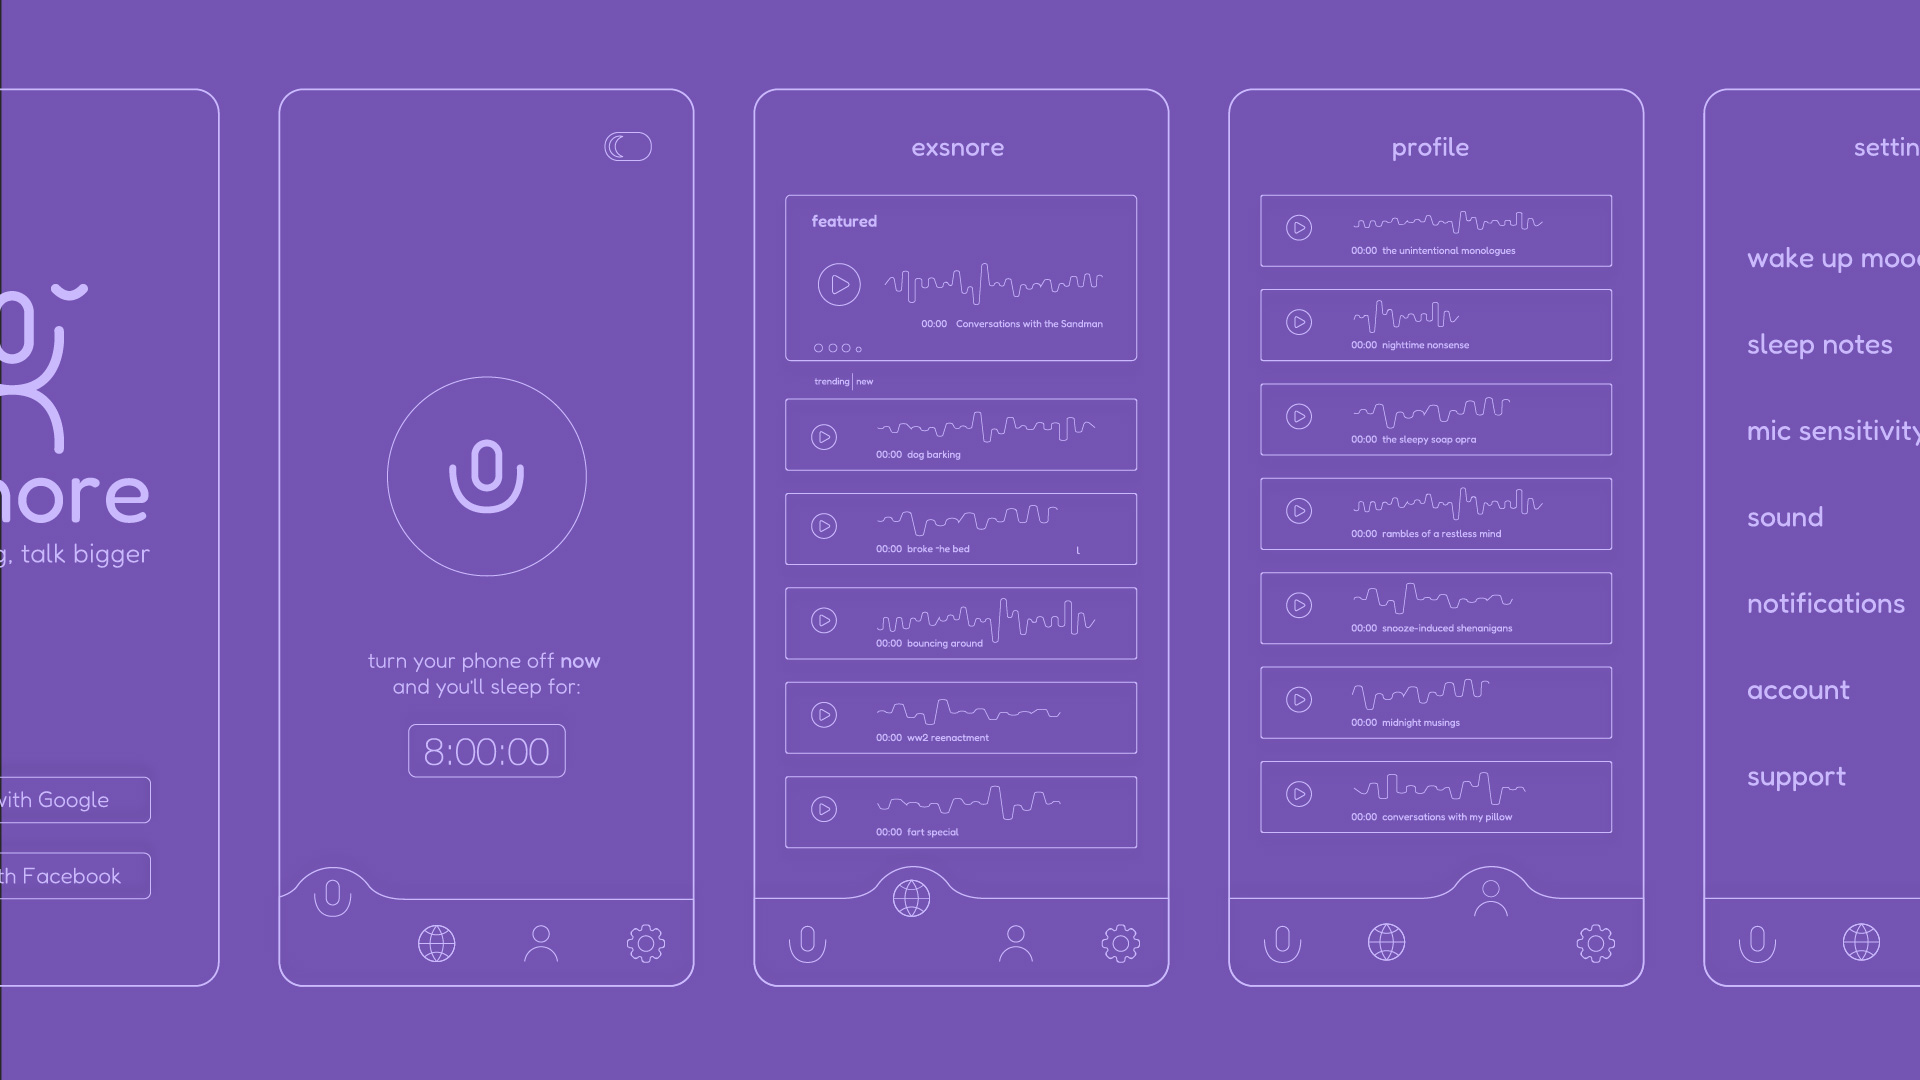 nore
g, talk bigger
with Google
th Facebook
turn your phone off now
and you'll sleep for:
8:00:00
exsnore
featured
00:00 Conversations with the Sandman
trending | new
00:00 dog barking
00:00 broke the bed
00:00 bouncing around
00:00 ww2 reenactment
00:00 fart special
profile
00:00 the unintentional monologues
00:00 nighttime nonsense
00:00 the sleepy soap opra
00:00 rambles of a restless mind
00:00 snooze-induced shenanigans
00:00 midnight musings
00:00 conversations with my pillow
settin
wake up mood
sleep notes
mic sensitivity
sound
notifications
account
support